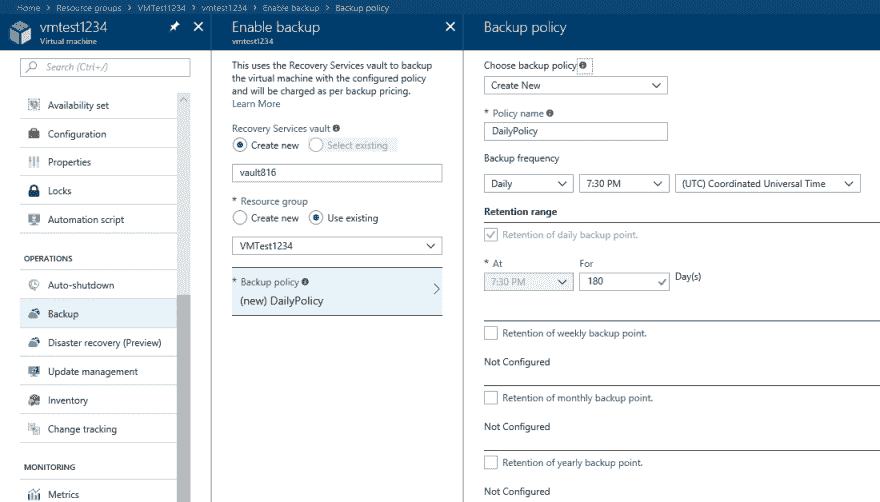 Home > Resource groups > VMTest1234 > vmtest1234 > Enable backup > Backup policy
vmtest1234
Virtual machine
Search (Ctrl+/)
Availability set
Configuration
Properties
Locks
Automation script
OPERATIONS
Auto-shutdown
Backup
Disaster recovery (Preview)
Update management
Inventory
Change tracking
MONITORING
Metrics
Enable backup
vmtest1234
This uses the Recovery Services vault to backup
the virtual machine with the configured policy
and will be charged as per backup pricing.
Learn More
Recovery Services vault
Create new Select existing
vault816
* Resource group
Create new Use existing
VMTest1234
* Backup policy
(new) DailyPolicy
Backup policy
Choose backup policy
Create New
* Policy name
DailyPolicy
Backup frequency
Daily 7:30 PM (UTC) Coordinated Universal Time
Retention range
Retention of daily backup point.
* At For
7:30 PM 180 Day(s)
Retention of weekly backup point.
Not Configured
Retention of monthly backup point.
Not Configured
Retention of yearly backup point.
Not Configured